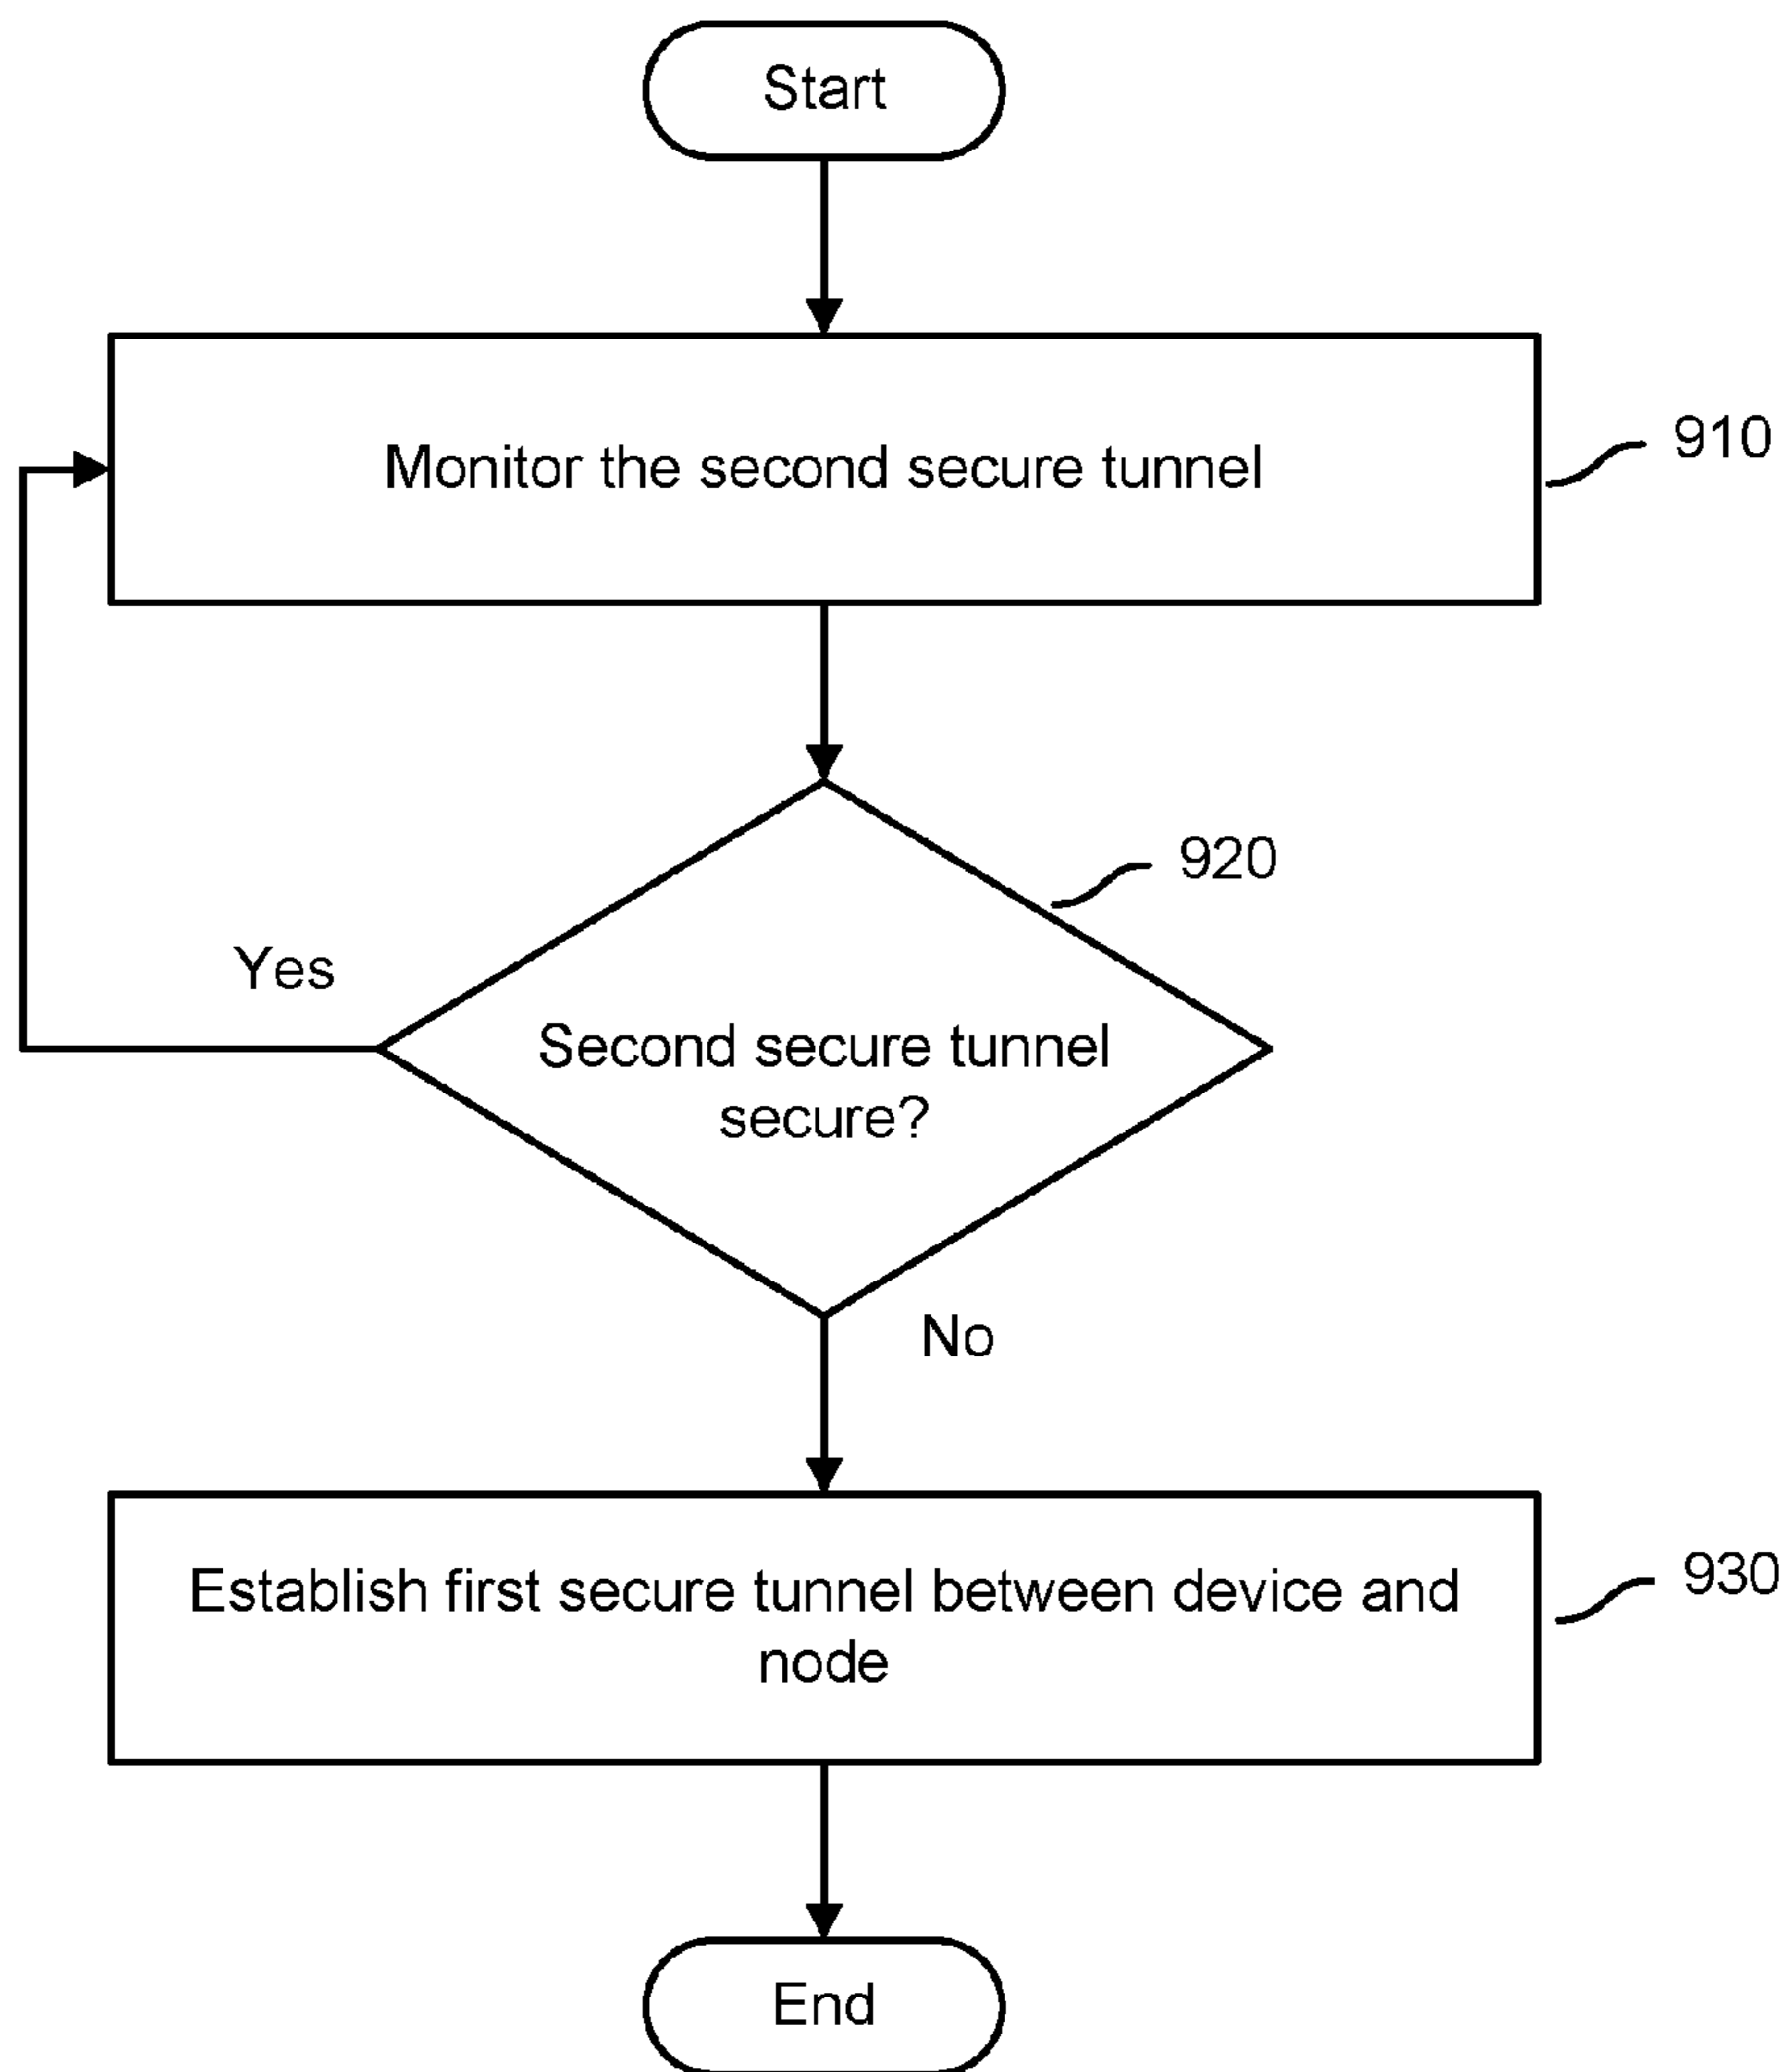 Start
Monitor the second secure tunnel
910
920
Yes
Second secure tunnel
secure?
No
Establish first secure tunnel between device and
node
930
End